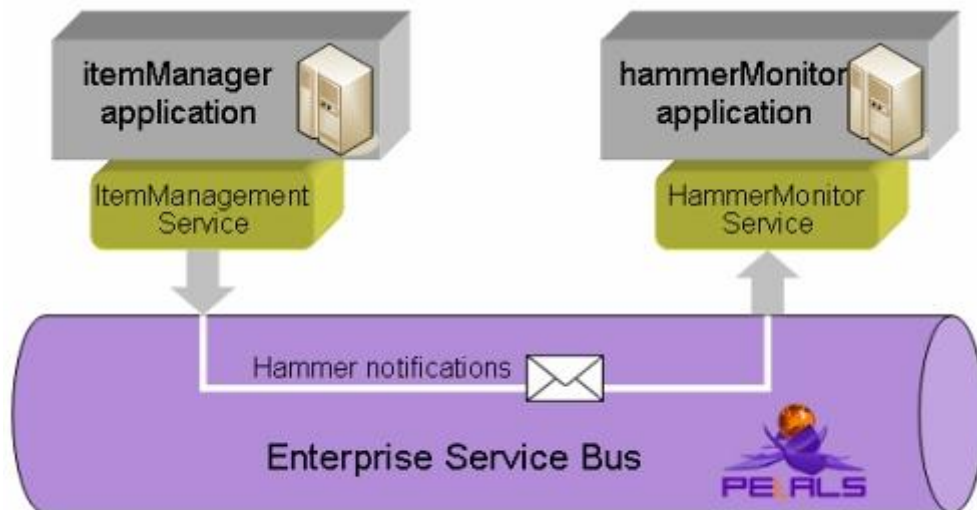 itemManager
application
hammerMonitor
application
ItemManagement
Service
HammerMonitor
Service
Hammer notifications
Enterprise Service Bus
PEtALS